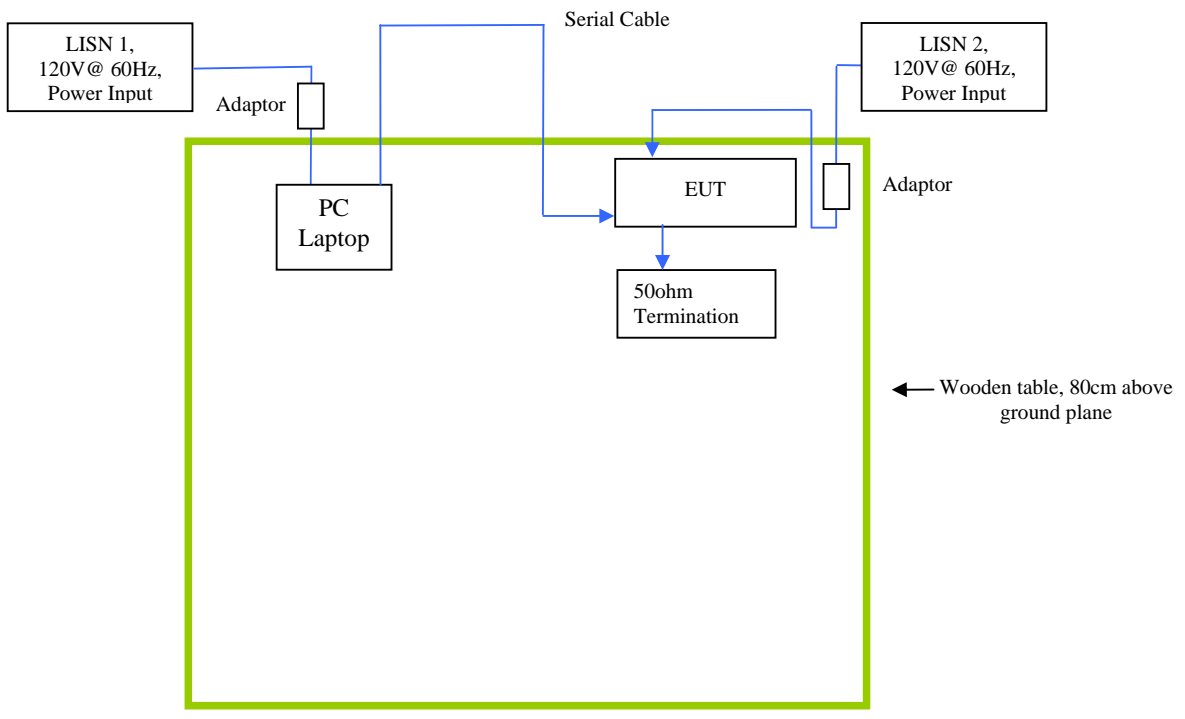 Serial Cable
LISN 1,
120V@ 60Hz,
Power Input
LISN 2,
120V@ 60Hz,
Power Input
Adaptor
EUT
Adaptor
PC
Laptop
50ohm
Termination
Wooden table, 80cm above
ground plane